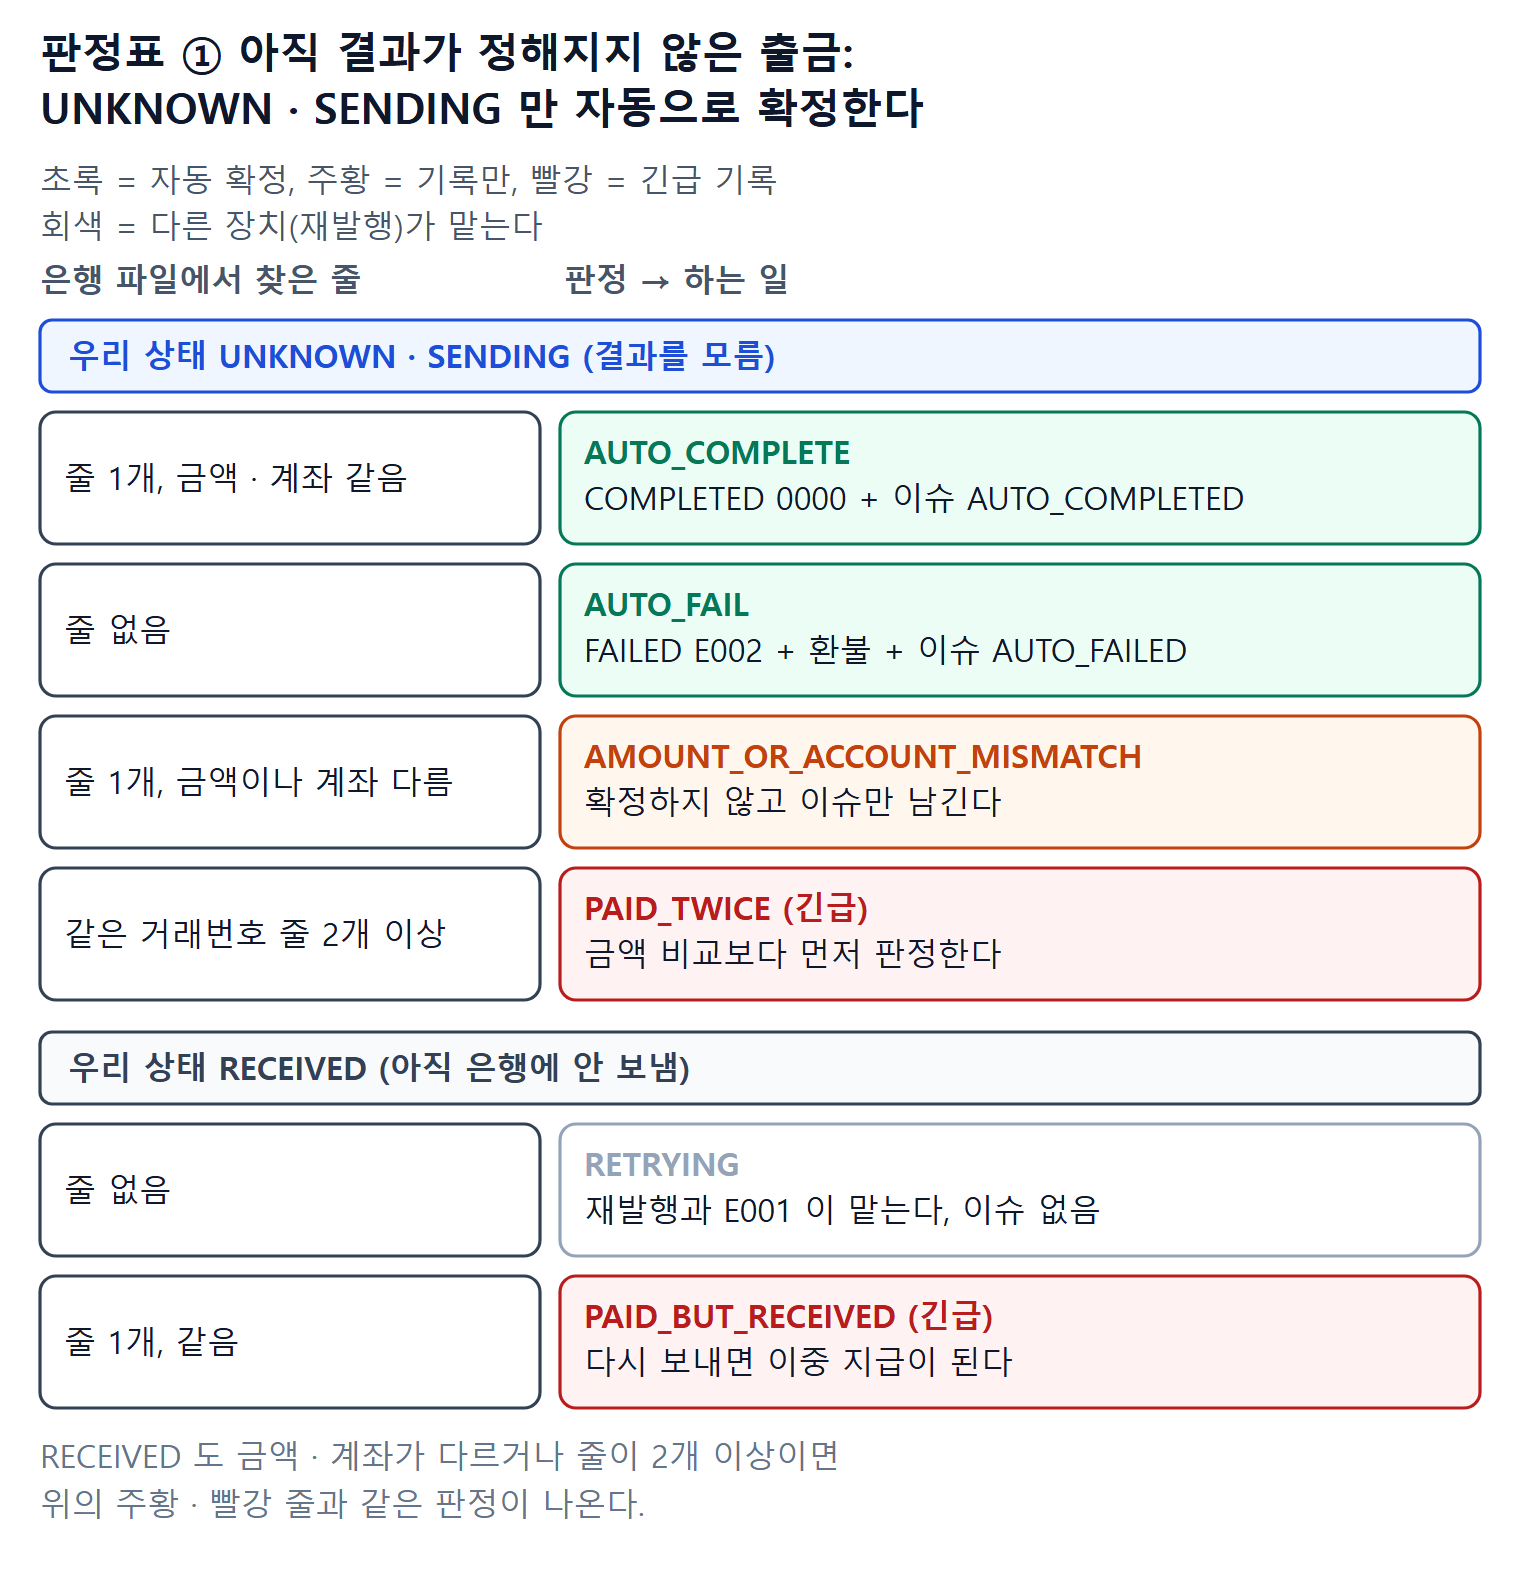 판정표 ① 아직 결과가 정해지지 않은 출금:
UNKNOWN · SENDING 만 자동으로 확정한다
초록 = 자동 확정, 주황 = 기록만, 빨강 = 긴급 기록
회색 = 다른 장치(재발행)가 맡는다
은행 파일에서 찾은 줄
판정 → 하는 일
우리 상태 UNKNOWN · SENDING (결과를 모름)
줄 1개, 금액 · 계좌 같음
AUTO_COMPLETE
COMPLETED 0000 + 이슈 AUTO_COMPLETED
줄 없음
AUTO_FAIL
FAILED E002 + 환불 + 이슈 AUTO_FAILED
줄 1개, 금액이나 계좌 다름
AMOUNT_OR_ACCOUNT_MISMATCH
확정하지 않고 이슈만 남긴다
같은 거래번호 줄 2개 이상
PAID_TWICE (긴급)
금액 비교보다 먼저 판정한다
우리 상태 RECEIVED (아직 은행에 안 보냄)
줄 없음
RETRYING
재발행과 E001 이 맡는다, 이슈 없음
줄 1개, 같음
PAID_BUT_RECEIVED (긴급)
다시 보내면 이중 지급이 된다
RECEIVED 도 금액 · 계좌가 다르거나 줄이 2개 이상이면
위의 주황 · 빨강 줄과 같은 판정이 나온다.